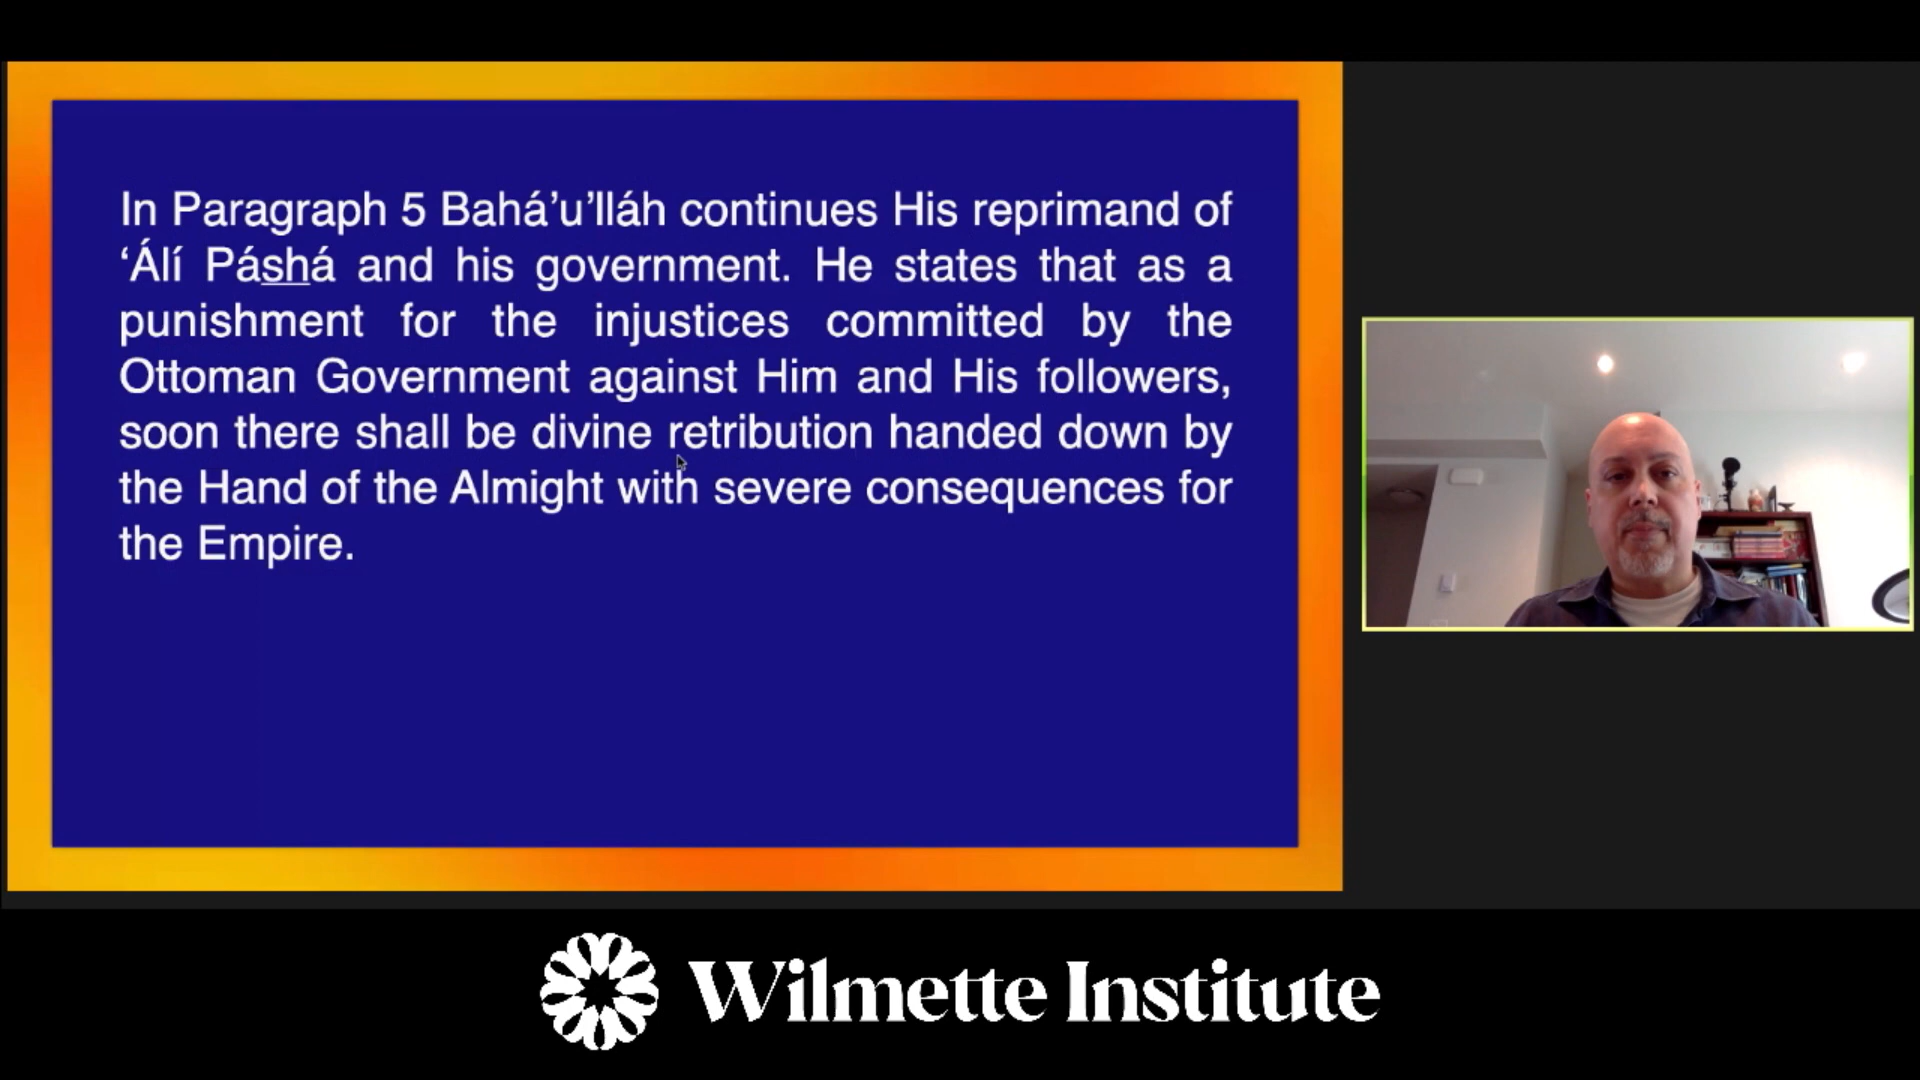 In Paragraph 5 Bahá’u’lláh continues His reprimand of
‘Álí Páshá and his government. He states that as a
punishment for the injustices committed by the
Ottoman Government against Him and His followers,
soon there shall be divine retribution handed down by
the Hand of the Almight with severe consequences for
the Empire.
Wilmette Institute